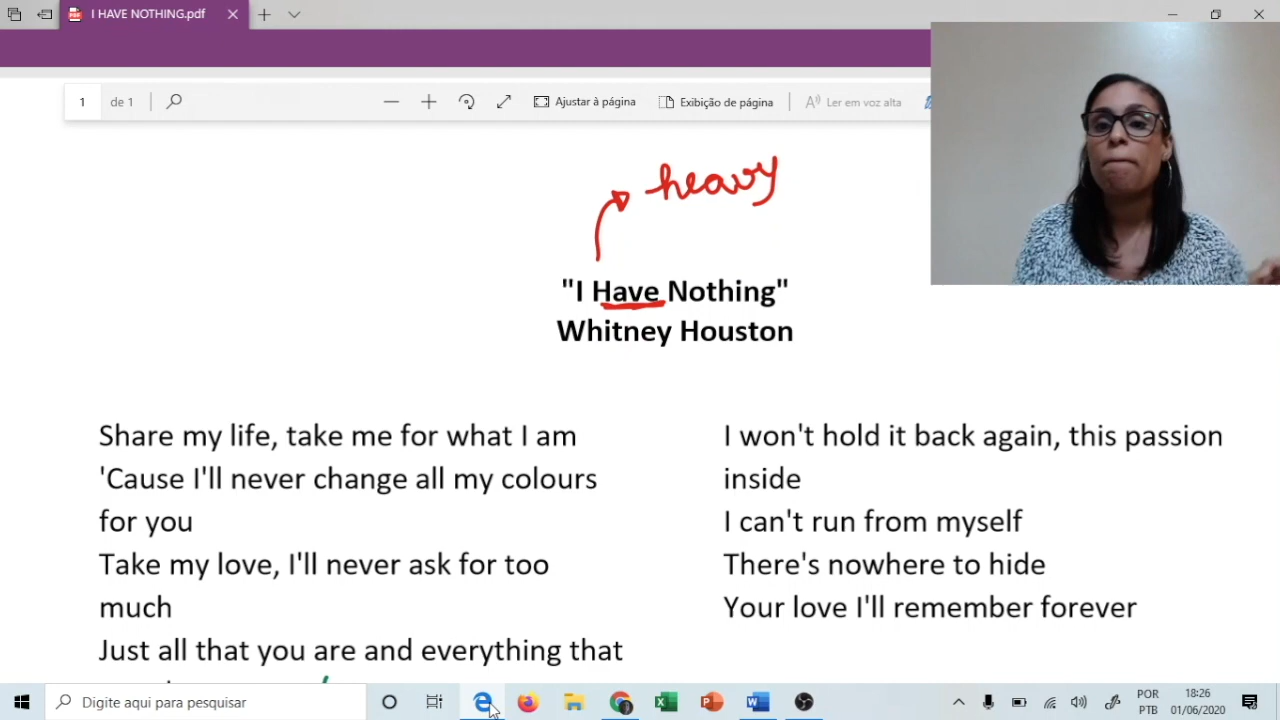 I HAVE NOTHING.pdf
1 de 1 Ajustar à página Exibição de página Ler em voz alta
heavy
"I Have Nothing"
Whitney Houston
Share my life, take me for what I am
'Cause I'll never change all my colours
for you
Take my love, I'll never ask for too
much
Just all that you are and everything that
I won't hold it back again, this passion
inside
I can't run from myself
There's nowhere to hide
Your love I'll remember forever
Digite aqui para pesquisar
POR
PTB
18:26
01/06/2020